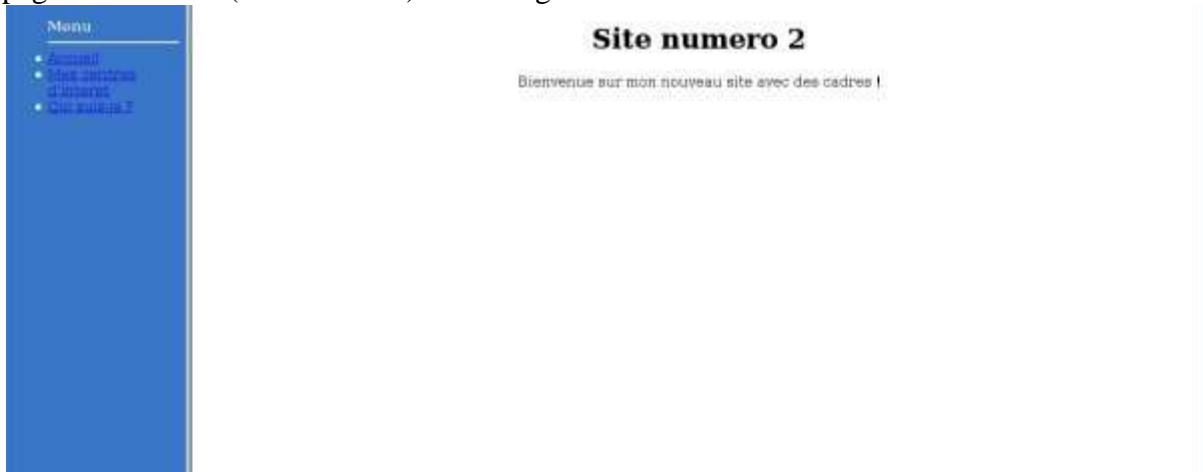 Menu
Accueil
Mes centres
d'interet
Qui suis-je ?
Site numero 2
Bienvenue sur mon nouveau site avec des cadres !